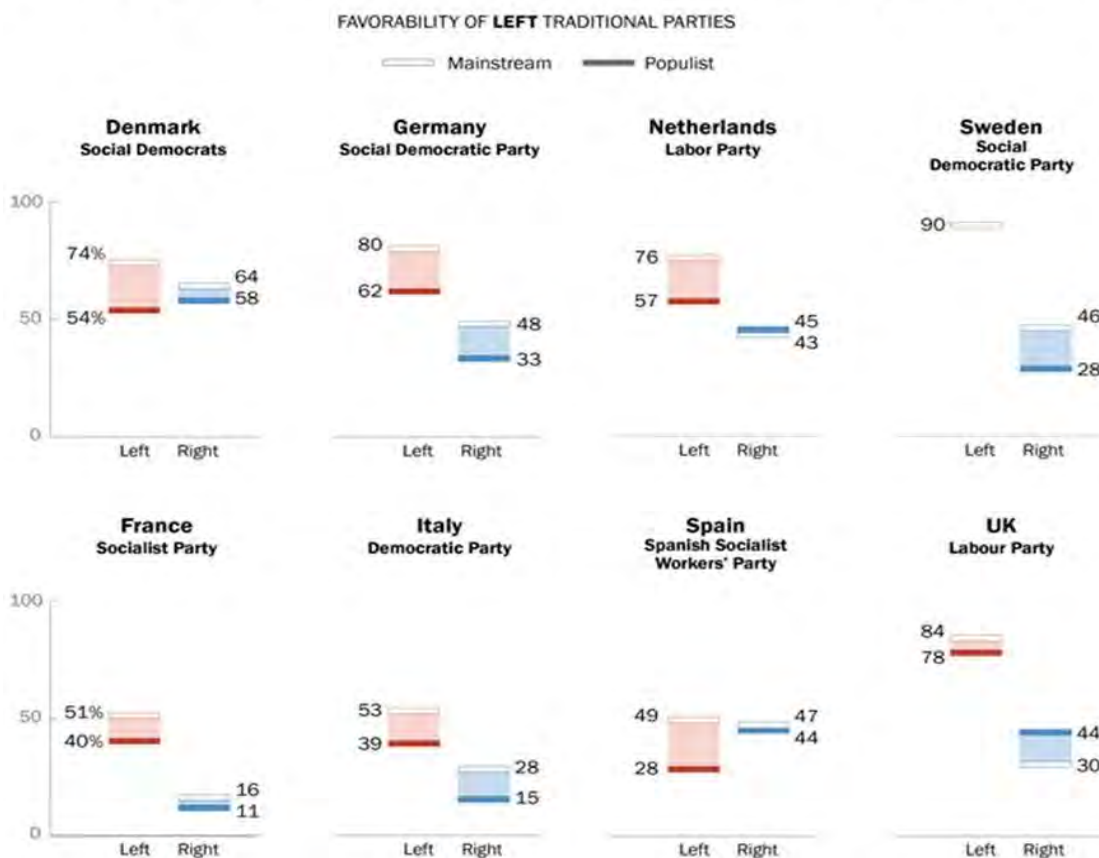 FAVORABILITY OF LEFT TRADITIONAL PARTIES
Mainstream Populist
Denmark
Social Democrats
100
74%
54%
64
58
50
0
Left Right
Germany
Social Democratic Party
80
62
48
33
Left Right
Netherlands
Labor Party
76
57
45
43
Left Right
Sweden
Social
Democratic Party
90
46
28
Left Right
France
Socialist Party
100
51%
40%
16
11
50
0
Left Right
Italy
Democratic Party
53
39
28
15
Left Right
Spain
Spanish Socialist
Workers' Party
49
28
47
44
Left Right
UK
Labour Party
84
78
44
30
Left Right